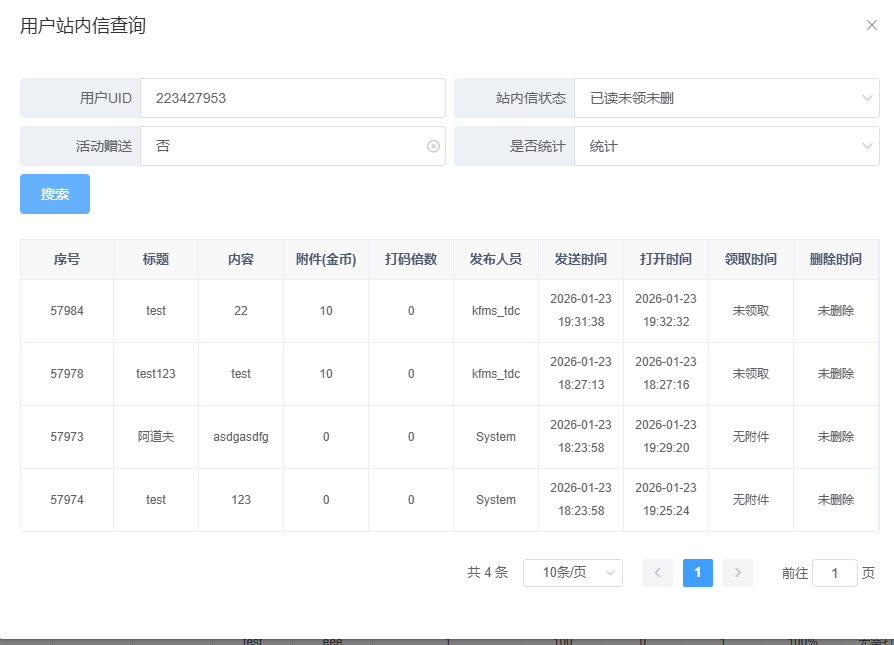 用户站内信查询
用户UID 223427953 站内信状态 已读未领未删
活动赠送 否 是否统计 统计
搜索
序号 标题 内容 附件(金币) 打码倍数 发布人员 发送时间 打开时间 领取时间 删除时间
57984 test 22 10 0 kfms_tdc 2026-01-23 19:31:38 2026-01-23 19:32:32 未领取 未删除
57978 test123 test 10 0 kfms_tdc 2026-01-23 18:27:13 2026-01-23 18:27:16 未领取 未删除
57973 阿道夫 asdgasdfg 0 0 System 2026-01-23 18:23:58 2026-01-23 19:29:20 无附件 未删除
57974 test 123 0 0 System 2026-01-23 18:23:58 2026-01-23 19:25:24 无附件 未删除
共 4 条 10条/页 1 前往 1 页
test eee 1 100 0 1 100%